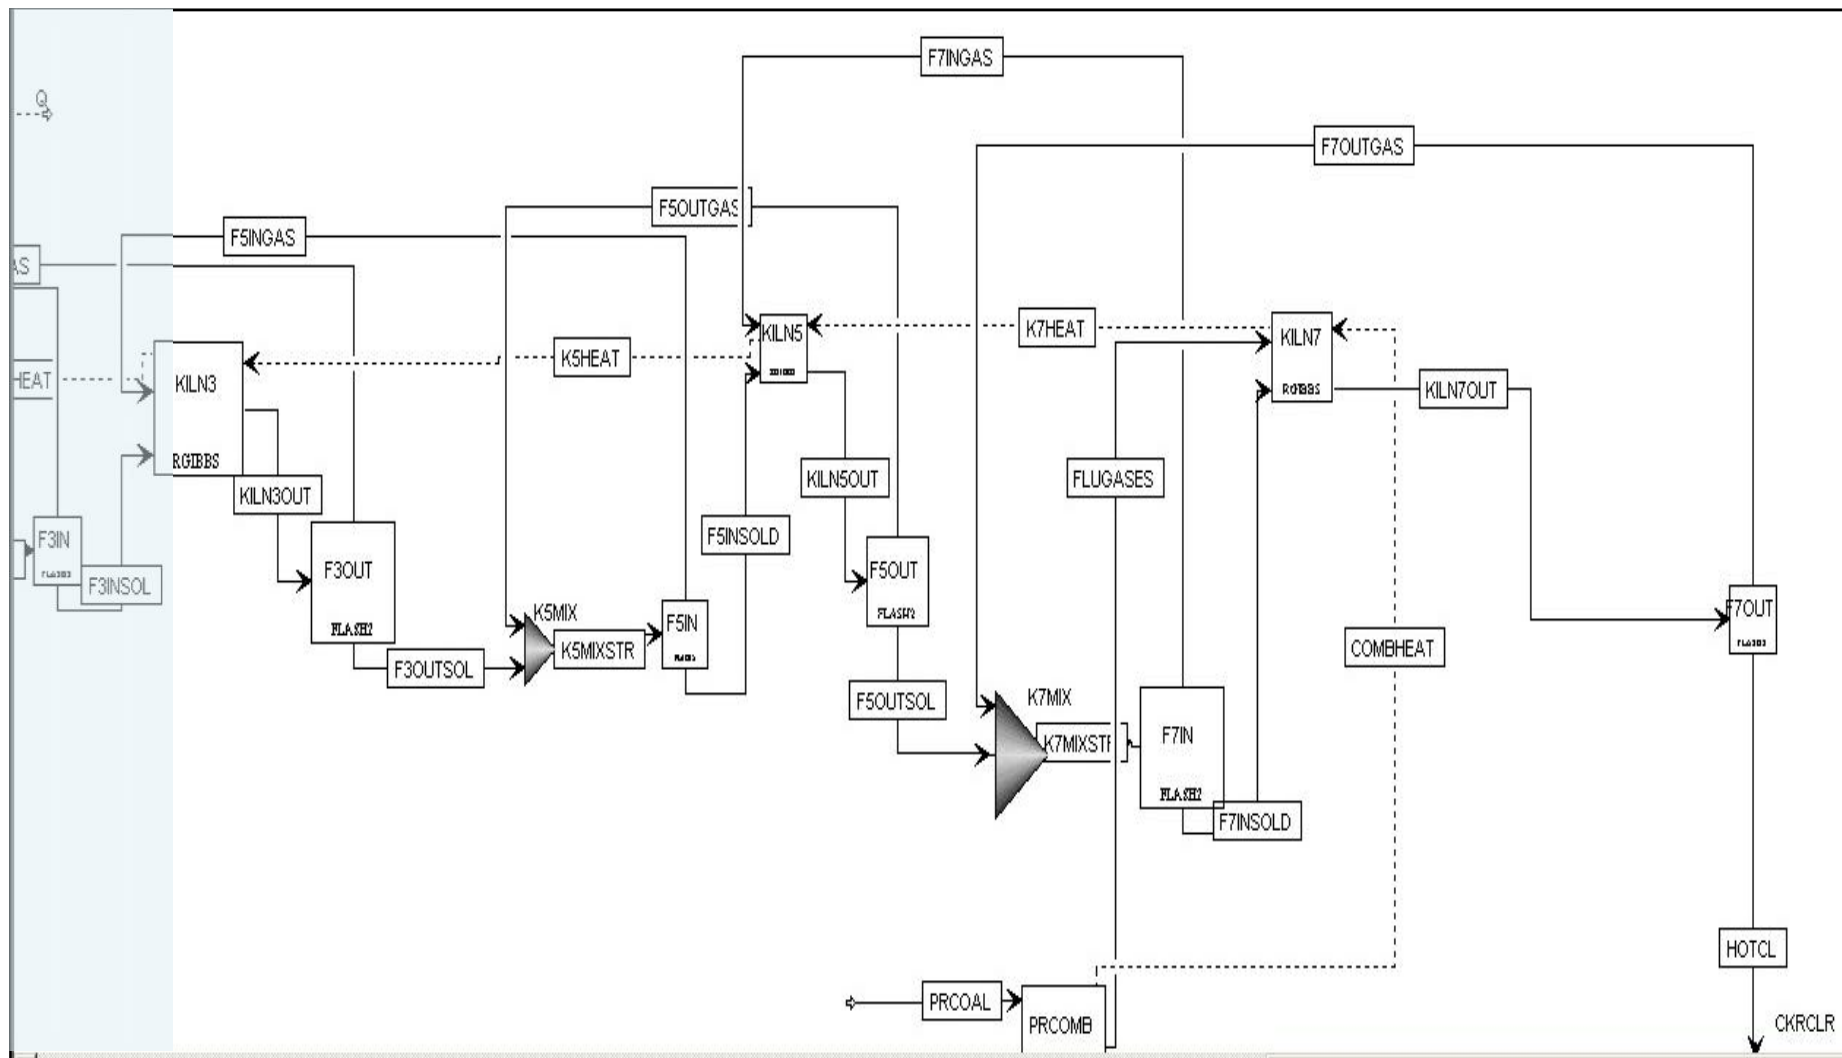 F7INGAS
Q
F7OUTGAS
F5OUTGAS
F5INGAS
AS
K7HEAT
KILN5
KILN7
K5HEAT
HEAT
KILN3
RGIBBS
KILN7OUT
RGIBBS
KILN3OUT
KILN5OUT
FLUGASES
F3IN
F5INSOLD
F3INSOL
F3OUT
FLASH2
F5OUT
FLASH2
K5MIX
F5IN
F7OUT
K5MIXSTR
COMBHEAT
F3OUTSOL
F5OUTSOL
K7MIX
K7MIXSTR
F7IN
FLASH2
F7INSOLD
HOTCL
PRCOAL
PRCOMB
CKRCLR